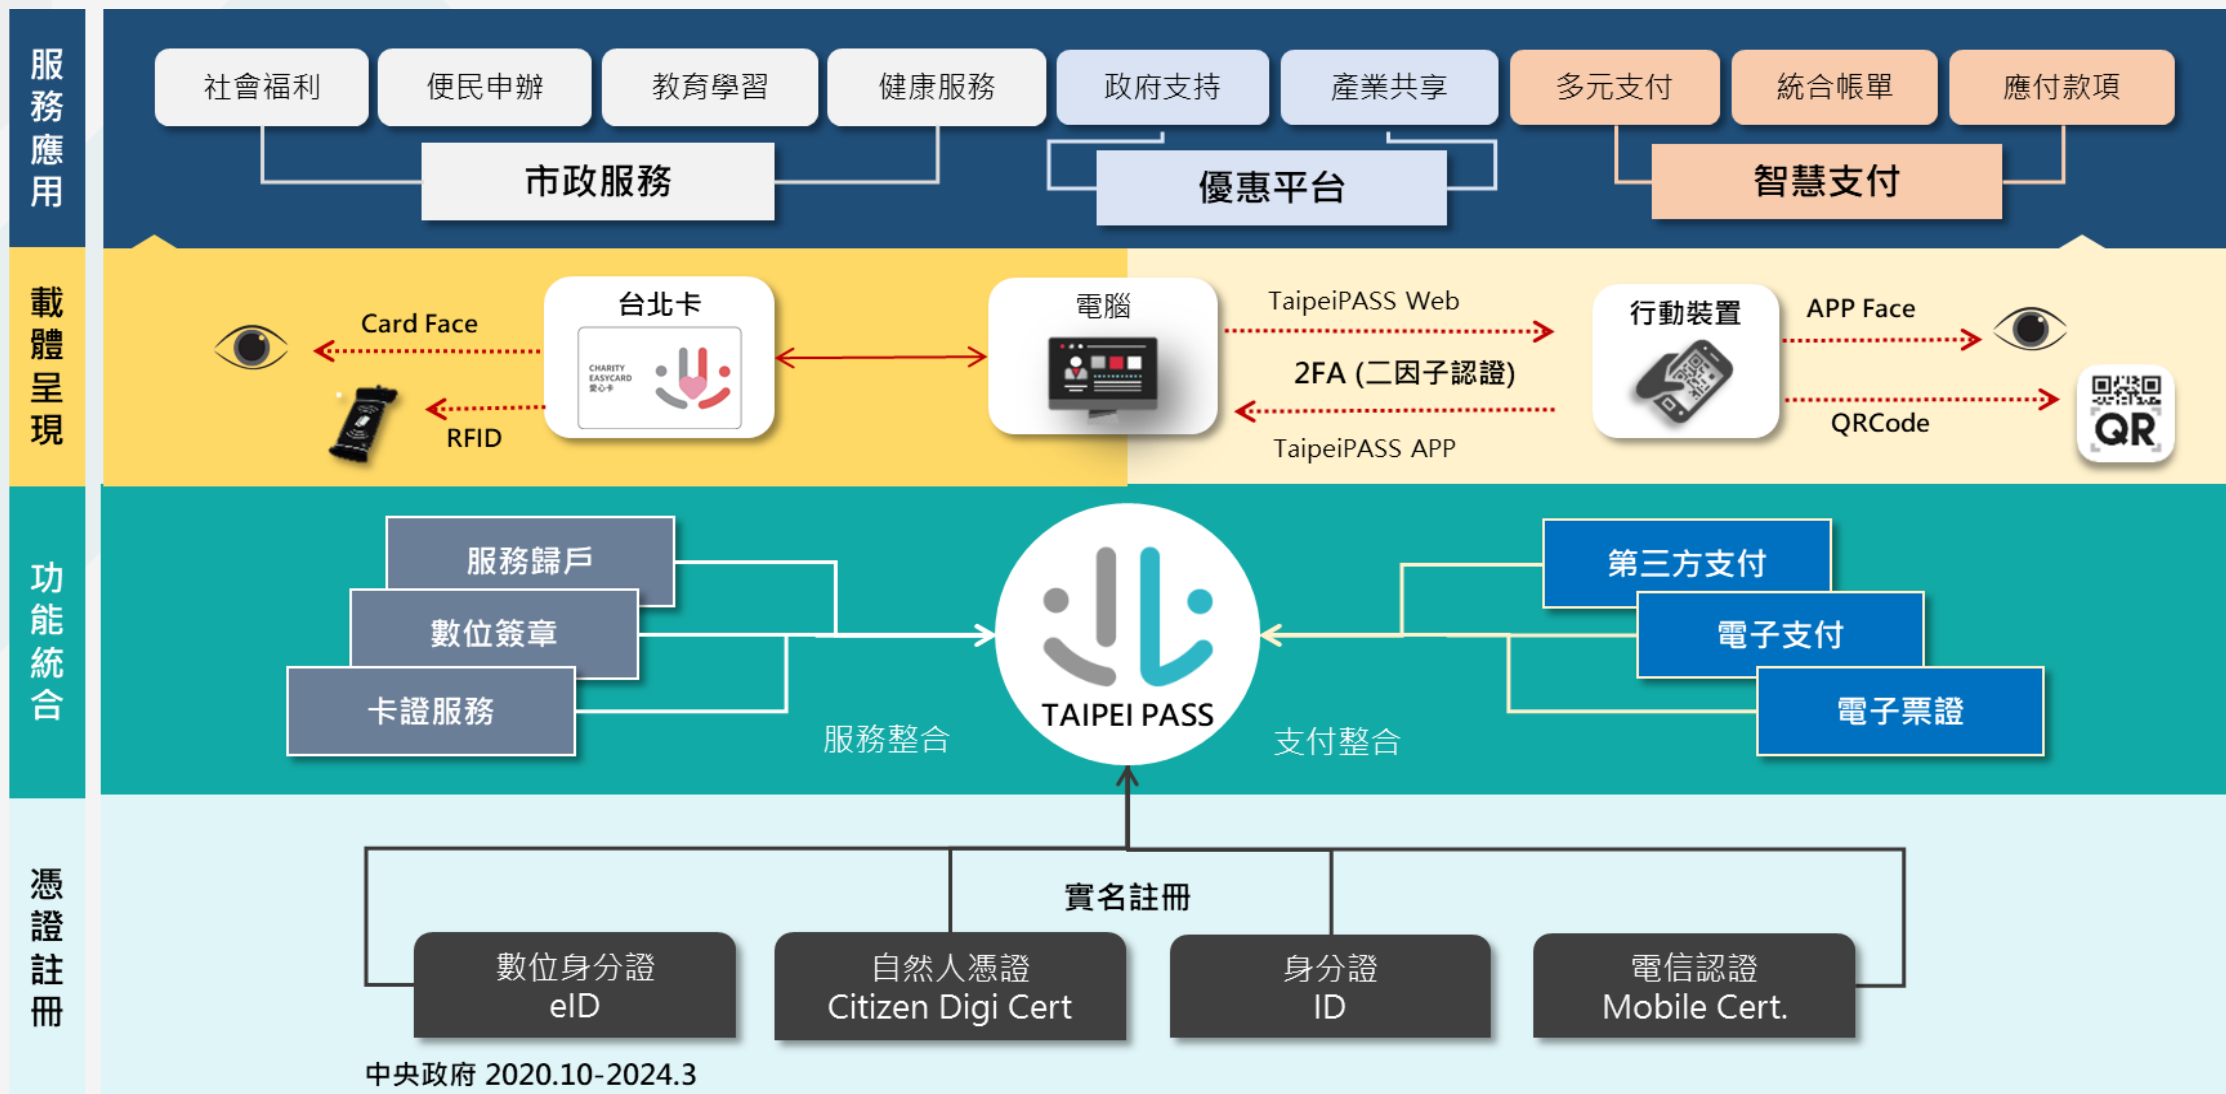 服務應用
社會福利
便民申辦
教育學習
健康服務
政府支持
產業共享
多元支付
統合帳單
應付款項
市政服務
優惠平台
智慧支付
載體呈現
Card Face
RFID
台北卡
CHARITY
EASYCARD
愛心卡
電腦
TaipeiPASS Web
2FA (二因子認證)
TaipeiPASS APP
行動裝置
APP Face
QRCode
QR
功能統合
服務歸戶
數位簽章
卡證服務
服務整合
TAIPEI PASS
支付整合
第三方支付
電子支付
電子票證
憑證註冊
實名註冊
數位身分證
eID
自然人憑證
Citizen Digi Cert
身分證
ID
電信認證
Mobile Cert.
中央政府 2020.10-2024.3